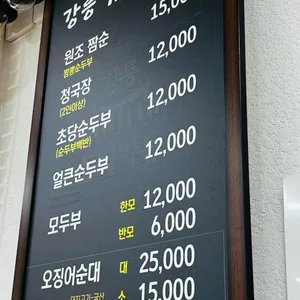 강릉
15,000
원조 짬순 12,000
짬뽕순두부
청국장 12,000
(2인이상)
초당순두부 12,000
(순두부백반)
얼큰순두부 12,000
모두부 한모 12,000
반모 6,000
오징어순대 대 25,000
소 15,000